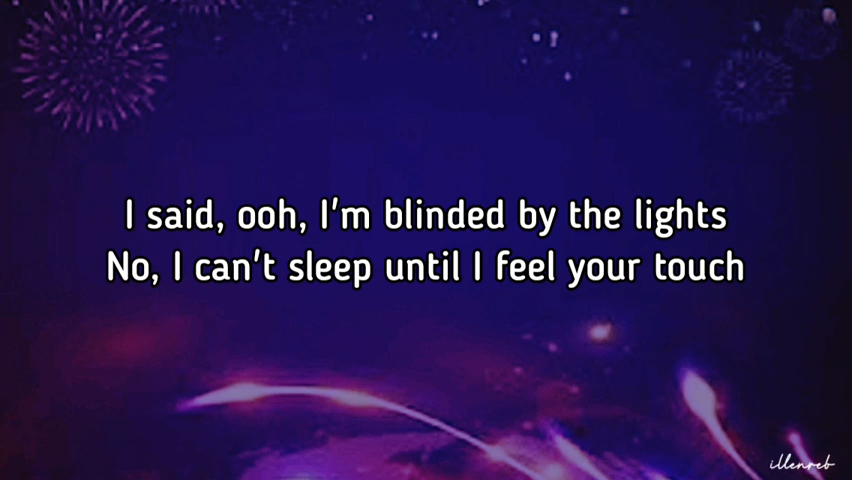 I said, ooh, I'm blinded by the lights
No, I can't sleep until I feel your touch
illenreb